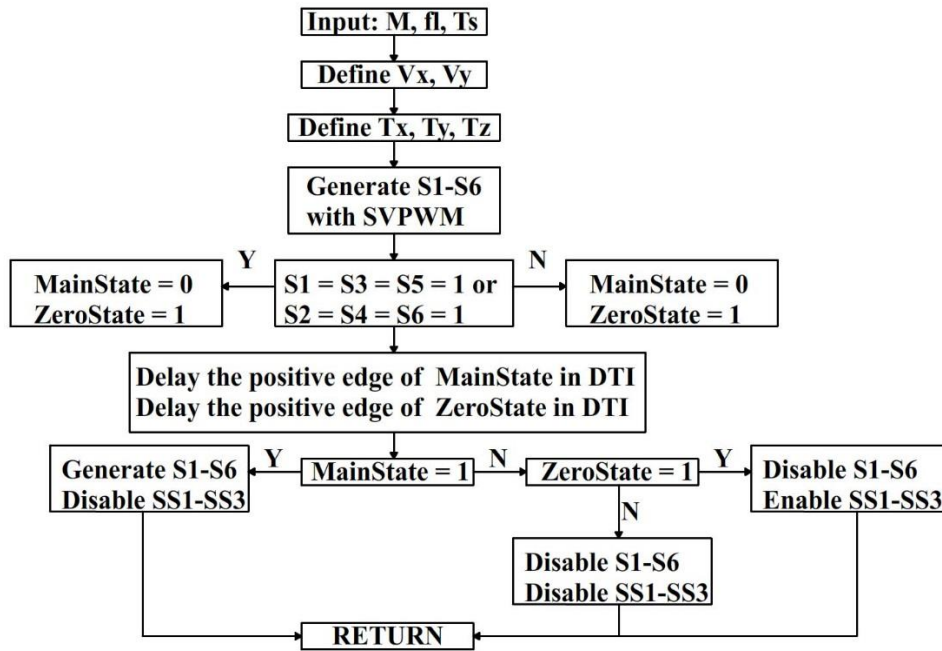 Input: M, fl, Ts
Define Vx, Vy
Define Tx, Ty, Tz
Generate S1-S6
with SVPWM
Y
N
MainState = 0
ZeroState = 1
S1 = S3 = S5 = 1 or
S2 = S4 = S6 = 1
MainState = 0
ZeroState = 1
Delay the positive edge of MainState in DTI
Delay the positive edge of ZeroState in DTI
Generate S1-S6
Disable SS1-SS3
Y
MainState = 1
N
ZeroState = 1
Y
Disable S1-S6
Enable SS1-SS3
N
Disable S1-S6
Disable SS1-SS3
RETURN